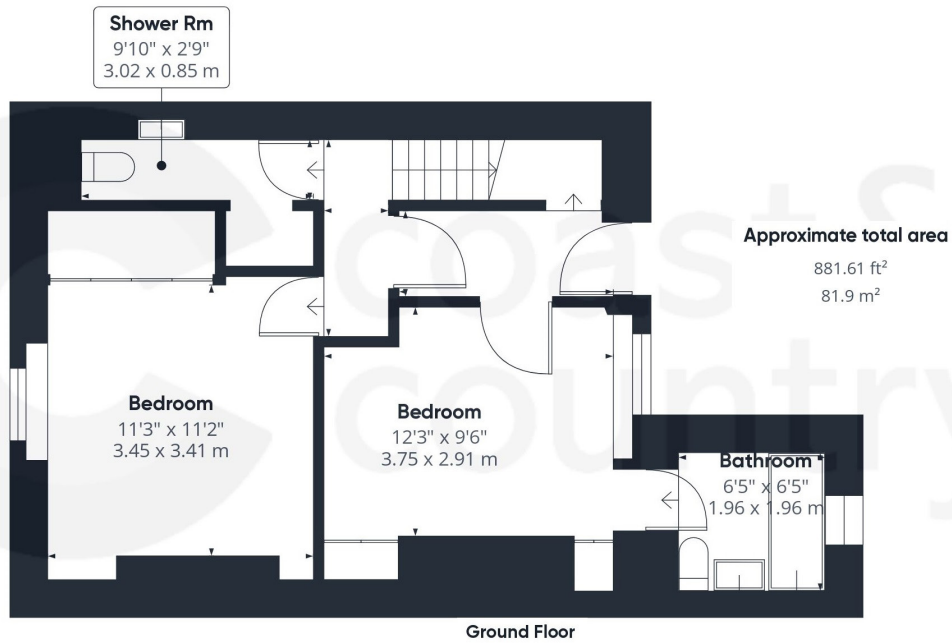 Shower Rm
9'10" x 2'9"
3.02 x 0.85 m
coast &
country
Approximate total area
881.61 ft²
81.9 m²
Bedroom
11'3" x 11'2"
3.45 x 3.41 m
Bedroom
12'3" x 9'6"
3.75 x 2.91 m
Bathroom
6'5" x 6'5"
1.96 x 1.96 m
Ground Floor